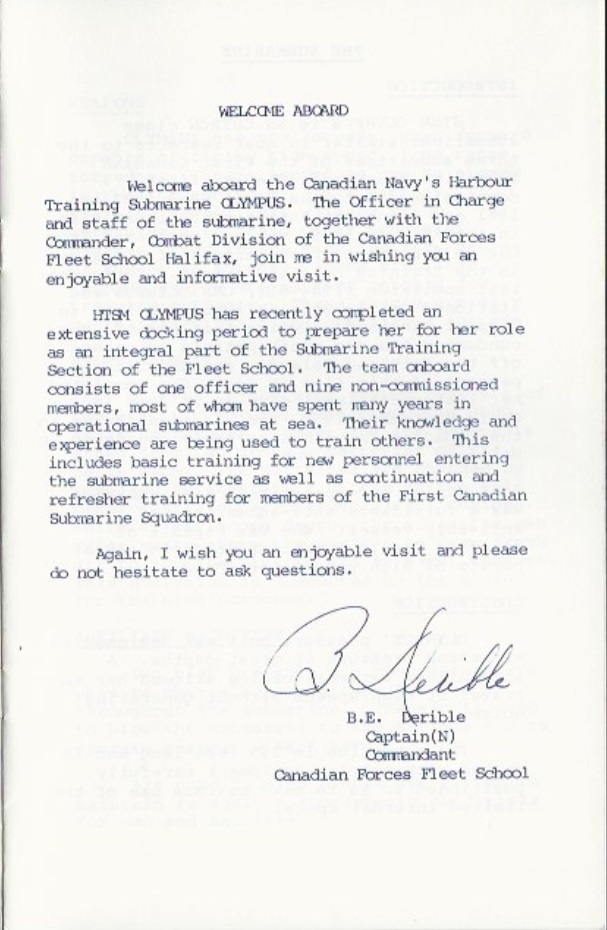 WELCOME ABOARD
Welcome aboard the Canadian Navy's Harbour
Training Submarine OLYMPUS. The Officer in Charge
and staff of the submarine, together with the
Commander, Combat Division of the Canadian Forces
Fleet School Halifax, join me in wishing you an
enjoyable and informative visit.
HTSM OLYMPUS has recently completed an
extensive docking period to prepare her for her role
as an integral part of the Submarine Training
Section of the Fleet School. The team onboard
consists of one officer and nine non-commissioned
members, most of whom have spent many years in
operational submarines at sea. Their knowledge and
experience are being used to train others. This
includes basic training for new personnel entering
the submarine service as well as continuation and
refresher training for members of the First Canadian
Submarine Squadron.
Again, I wish you an enjoyable visit and please
do not hesitate to ask questions.
B. Derible
B.E. Derible
Captain(N)
Commandant
Canadian Forces Fleet School